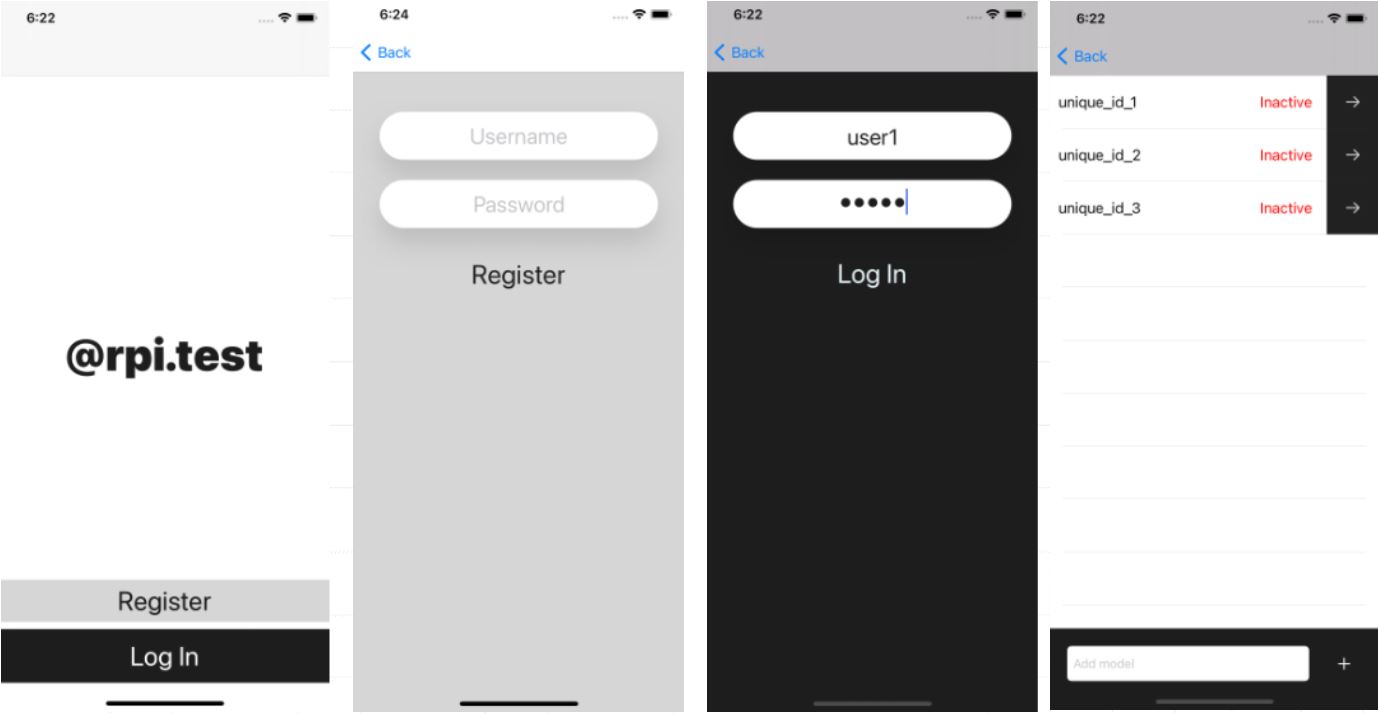 6:22
@rpi.test
Register
Log In
6:24
Back
Username
Password
Register
6:22
Back
user1
Log In
6:22
Back
unique_id_1 Inactive
unique_id_2 Inactive
unique_id_3 Inactive
Add model